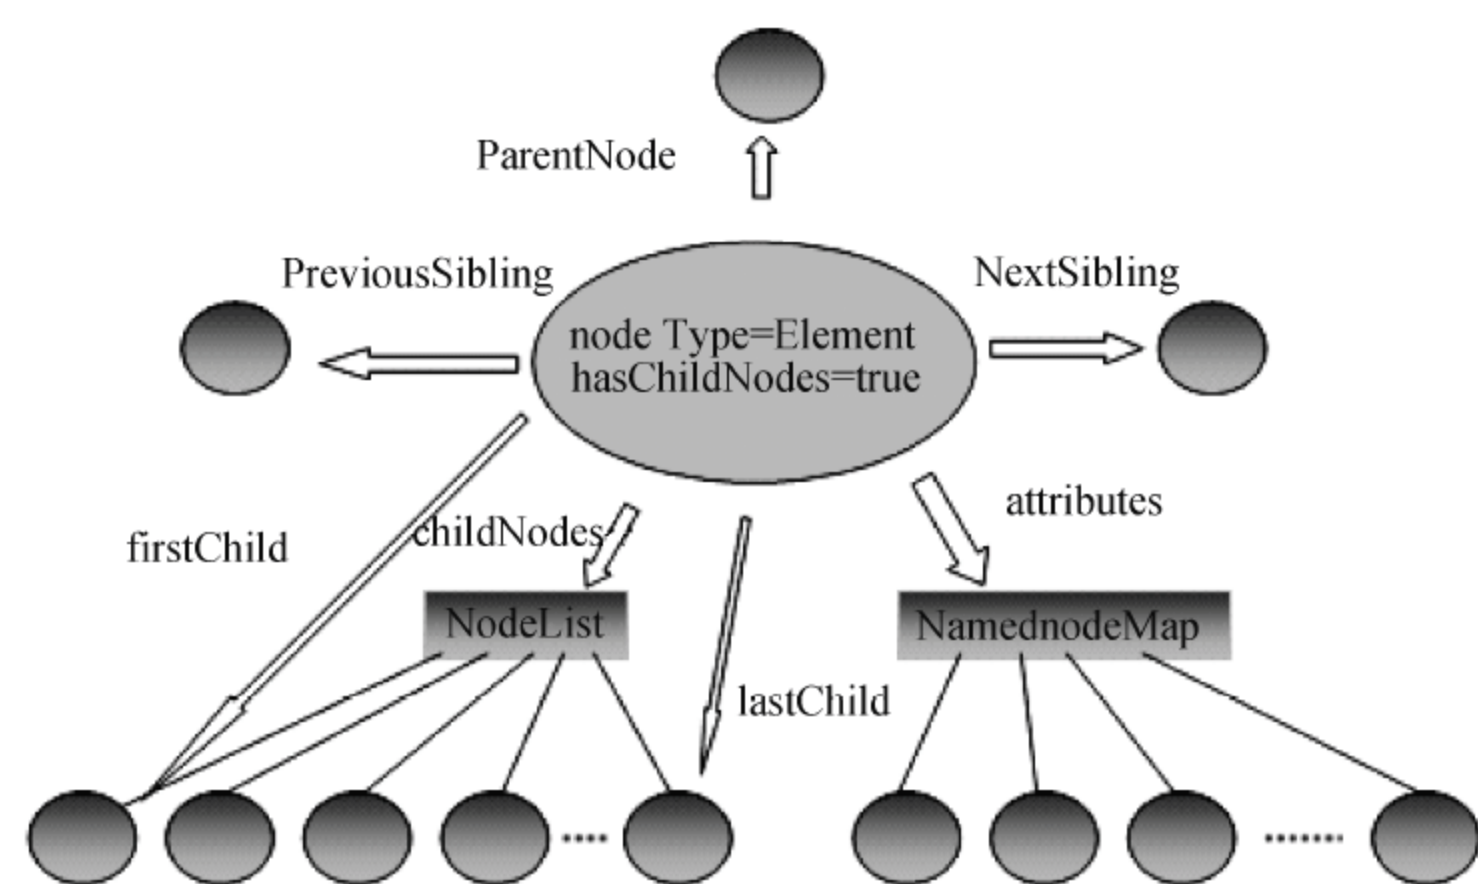 ParentNode
PreviousSibling
NextSibling
node Type=Element
hasChildNodes=true
attributes
childNodes
firstChild
NodeList
NamednodeMap
lastChild